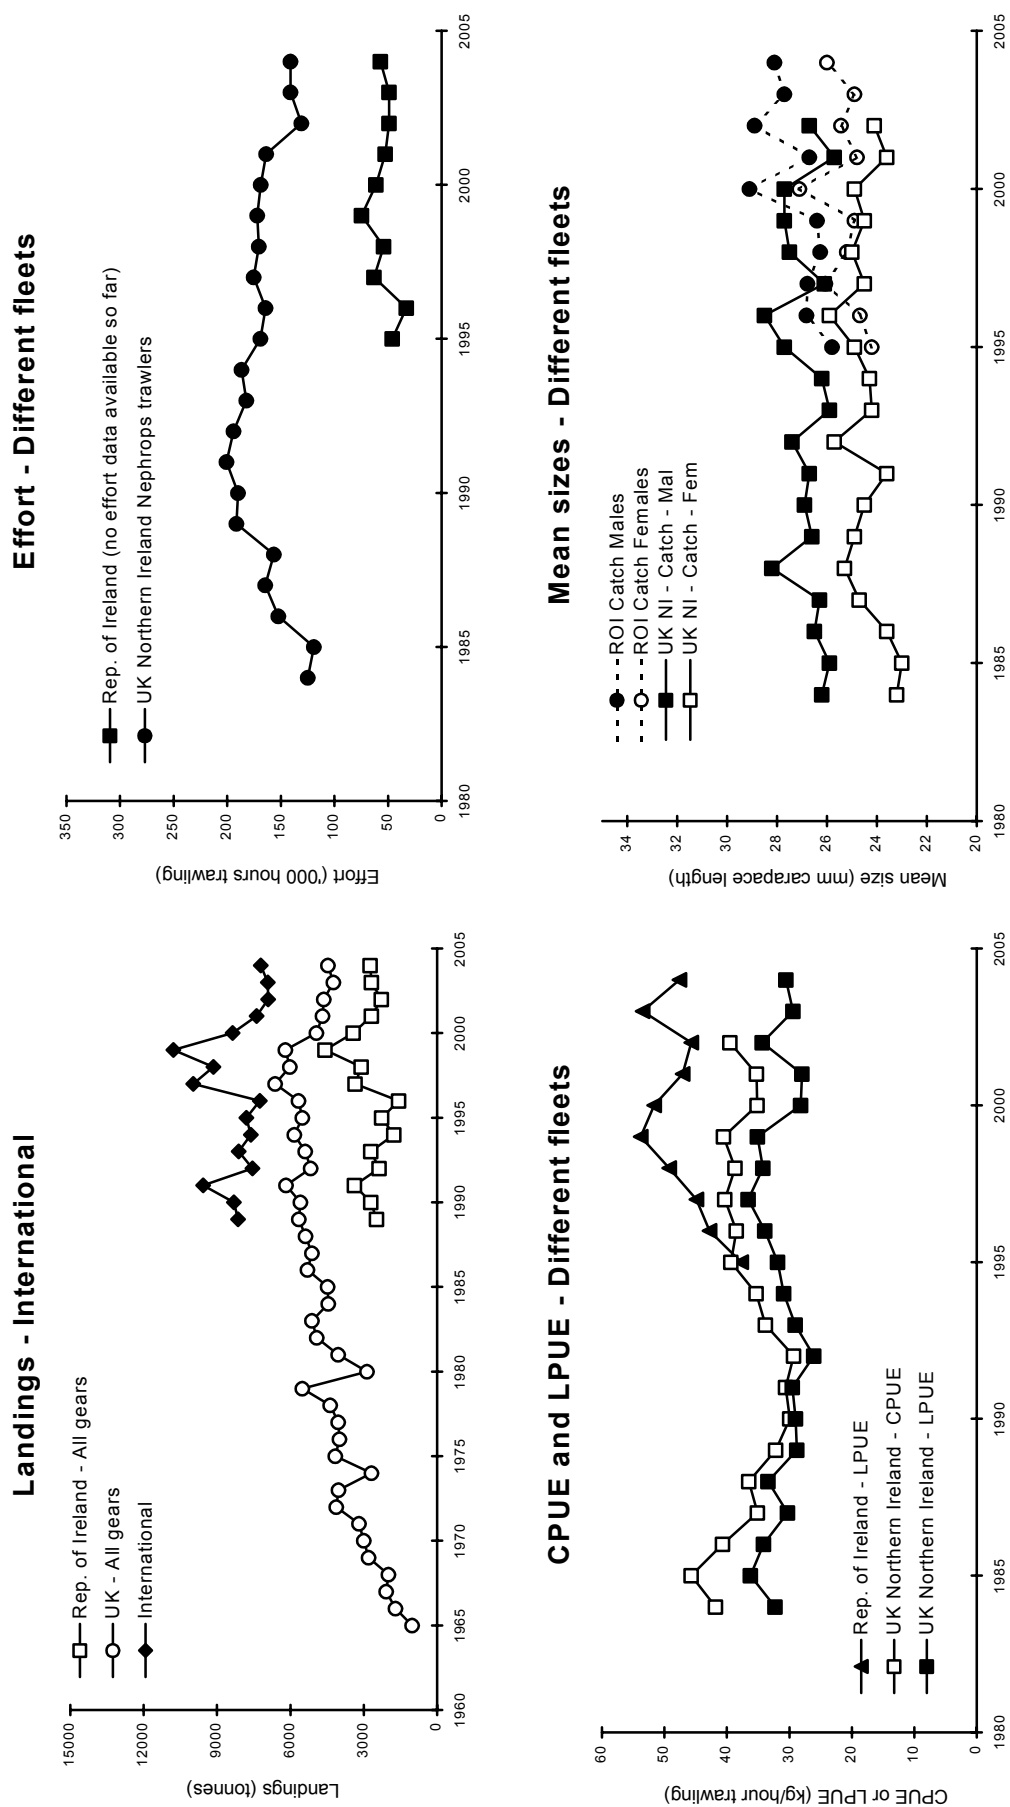 Landings - International
Rep. of Ireland - All gears
UK - All gears
International
Landings (tonnes)
15000
12000
9000
6000
3000
0
1960
1965
1970
1975
1980
1985
1990
1995
2000
2005
Effort - Different fleets
Rep. of Ireland (no effort data available so far)
UK Northern Ireland Nephrops trawlers
Effort ('000 hours trawling)
350
300
250
200
150
100
50
0
1980
1985
1990
1995
2000
2005
CPUE and LPUE - Different fleets
Rep. of Ireland - LPUE
UK Northern Ireland - CPUE
UK Northern Ireland - LPUE
CPUE or LPUE (kg/hour trawling)
60
50
40
30
20
10
0
1980
1985
1990
1995
2000
2005
Mean sizes - Different fleets
ROI Catch Males
ROI Catch Females
UK NI - Catch - Mal
UK NI - Catch - Fem
Mean size (mm carapace length)
34
32
30
28
26
24
22
20
1980
1985
1990
1995
2000
2005